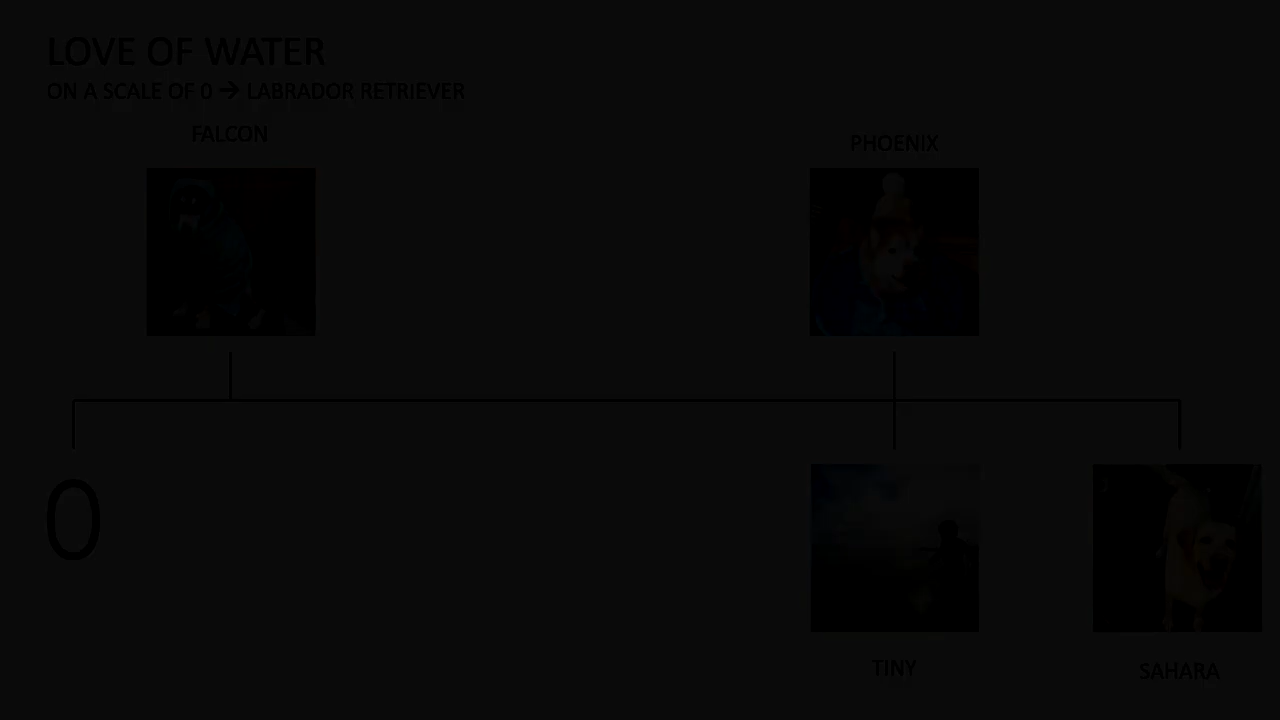 LOVE OF WATER
ON A SCALE OF 0 → LABRADOR RETRIEVER
FALCON
PHOENIX
0
TINY
SAHARA